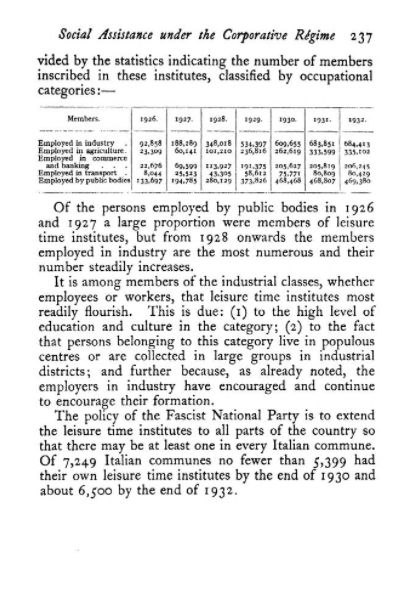 Social Assistance under the Corporative Régime 237
vided by the statistics indicating the number of members
inscribed in these institutes, classified by occupational
categories:—
Members. 1926. 1927. 1928. 1929. 1930. 1931. 1932.
Employed in industry . 92,858 188,289 348,018 534,397 609,655 683,851 684,413
Employed in agriculture. 23,309 60,141 101,210 236,816 262,619 333,599 335,102
Employed in commerce
and banking . . . 22,676 69,599 113,927 191,375 205,627 205,819 206,145
Employed in transport . 8,044 25,523 43,305 58,612 75,771 80,809 80,419
Employed by public bodies 133,697 194,785 280,129 373,826 468,468 468,807 469,380
Of the persons employed by public bodies in 1926
and 1927 a large proportion were members of leisure
time institutes, but from 1928 onwards the members
employed in industry are the most numerous and their
number steadily increases.
It is among members of the industrial classes, whether
employees or workers, that leisure time institutes most
readily flourish. This is due: (1) to the high level of
education and culture in the category; (2) to the fact
that persons belonging to this category live in populous
centres or are collected in large groups in industrial
districts; and further because, as already noted, the
employers in industry have encouraged and continue
to encourage their formation.
The policy of the Fascist National Party is to extend
the leisure time institutes to all parts of the country so
that there may be at least one in every Italian commune.
Of 7,249 Italian communes no fewer than 5,399 had
their own leisure time institutes by the end of 1930 and
about 6,500 by the end of 1932.